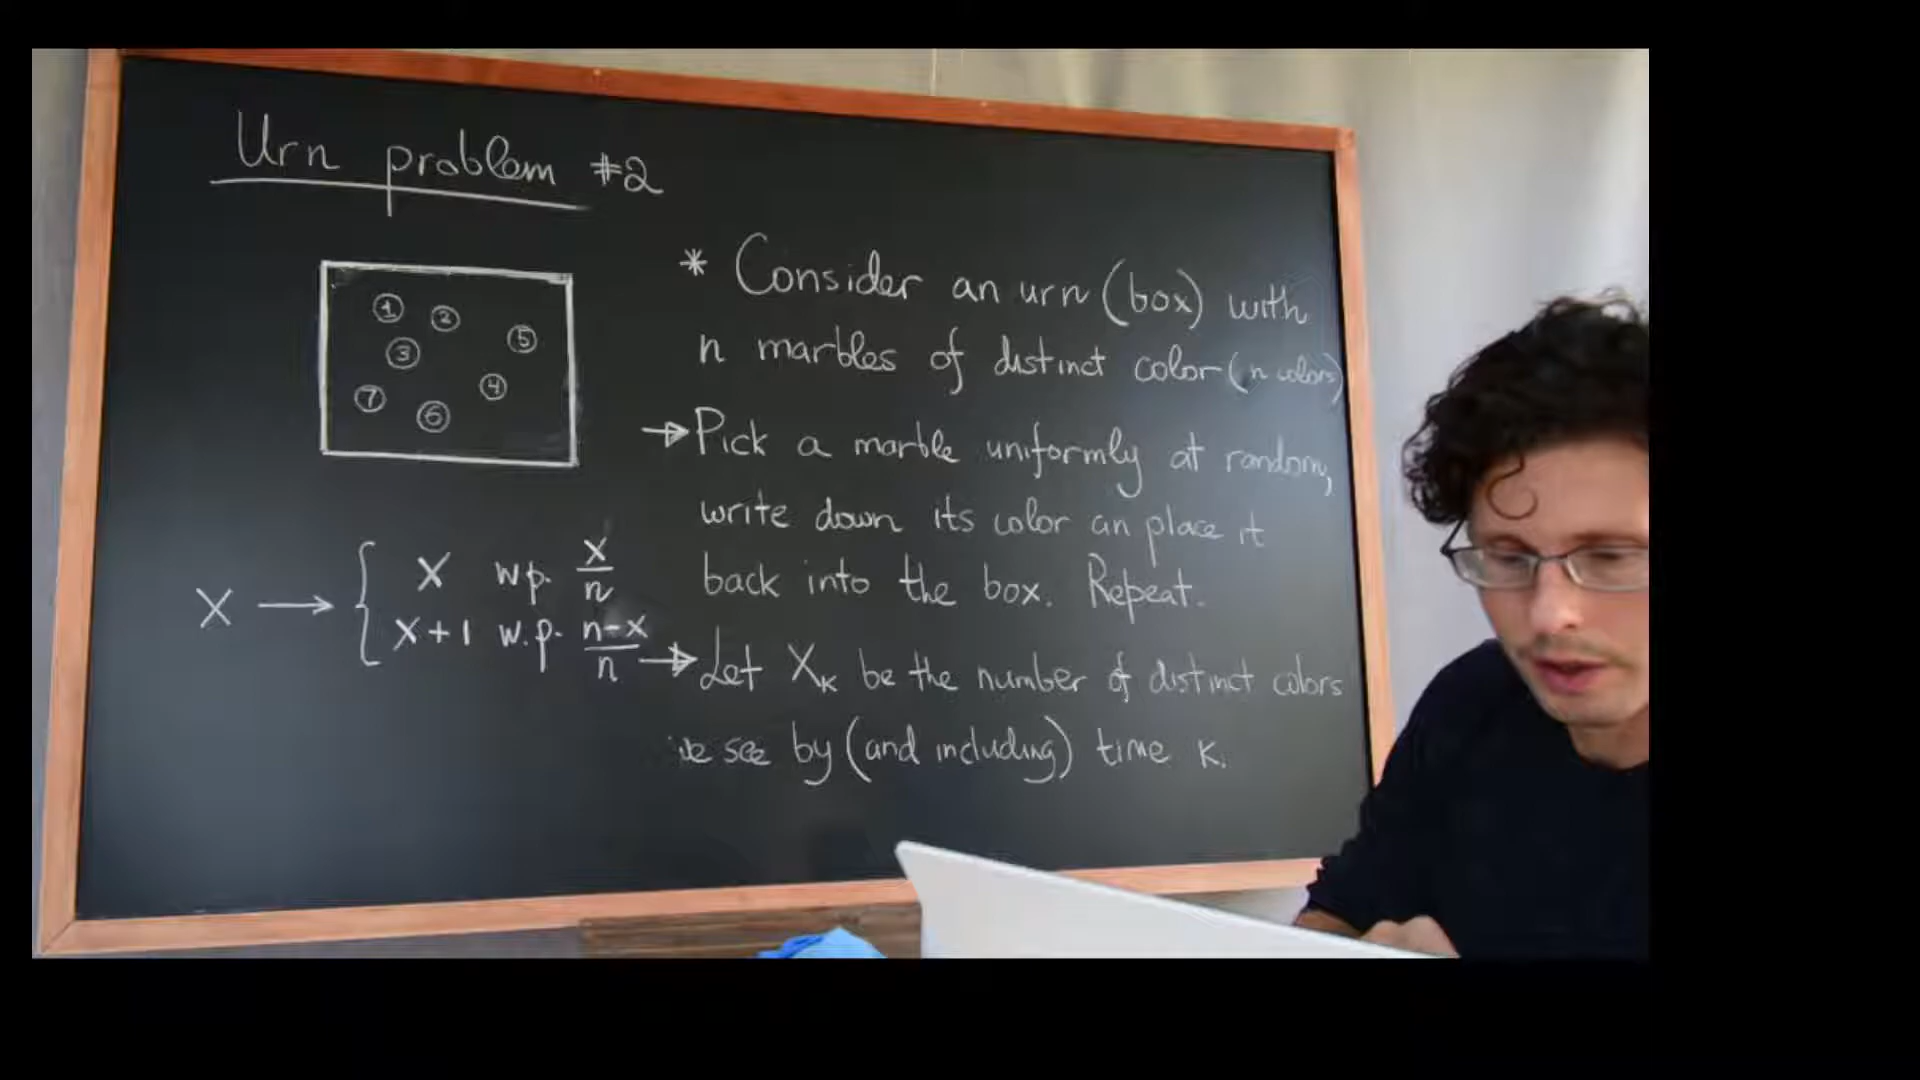 Urn problem #2
1 2 5
3
7 6 4
* Consider an urn (box) with
n marbles of distinct color (n colors)
→ Pick a marble uniformly at random,
write down its color an place it
back into the box. Repeat.
→ Let X_K be the number of distinct colors
we see by (and including) time K.
X → { X w.p. X/n
X+1 w.p. n-X/n